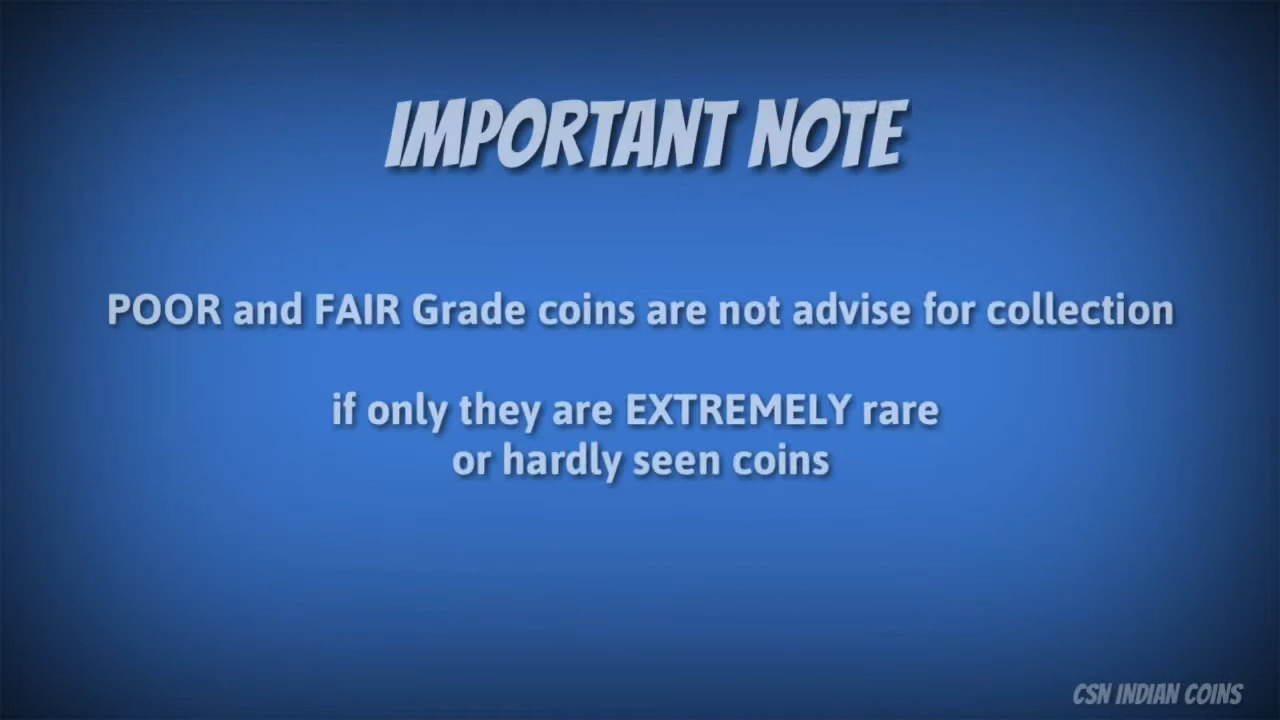 IMPORTANT NOTE
POOR and FAIR Grade coins are not advise for collection
if only they are EXTREMELY rare
or hardly seen coins
CSN INDIAN COINS